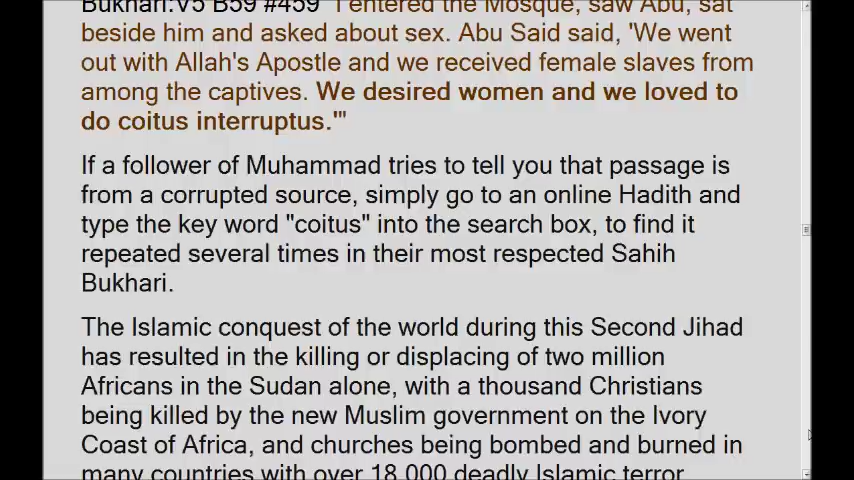 Bukhari:V5 B59 #459 "I entered the Mosque, saw Abu, sat
beside him and asked about sex. Abu Said said, 'We went
out with Allah's Apostle and we received female slaves from
among the captives. We desired women and we loved to
do coitus interruptus.'"
If a follower of Muhammad tries to tell you that passage is
from a corrupted source, simply go to an online Hadith and
type the key word "coitus" into the search box, to find it
repeated several times in their most respected Sahih
Bukhari.
The Islamic conquest of the world during this Second Jihad
has resulted in the killing or displacing of two million
Africans in the Sudan alone, with a thousand Christians
being killed by the new Muslim government on the Ivory
Coast of Africa, and churches being bombed and burned in
many countries with over 18,000 deadly Islamic terror